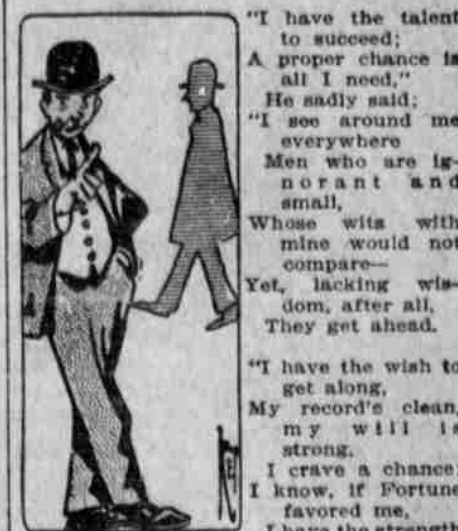 "I have the talent
to succeed;
A proper chance is
all I need,"
He sadly said;
"I see around me
everywhere
Men who are ig-
norant and
small,
Whose wits with
mine would not
compare—
Yet, lacking wis-
dom, after all,
They get ahead.
"I have the wish to
get along,
My record's clean,
my will is
strong,
I crave a chance;
I know, if Fortune
favored me,
I have the strength